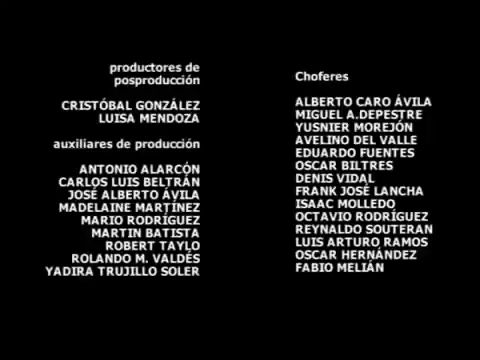 productores de
posproducción
CRISTÓBAL GONZÁLEZ
LUISA MENDOZA
auxiliares de producción
ANTONIO ALARCÓN
CARLOS LUIS BELTRÁN
JOSÉ ALBERTO ÁVILA
MADELAINE MARTÍNEZ
MARIO RODRÍGUEZ
MARTIN BATISTA
ROBERT TAYLO
ROLANDO M. VALDÉS
YADIRA TRUJILLO SOLER
Choferes
ALBERTO CARO ÁVILA
MIGUEL A.DEPESTRE
YUSNIER MOREJÓN
AVELINO DEL VALLE
EDUARDO FUENTES
OSCAR BILTRES
DENIS VIDAL
FRANK JOSÉ LANCHA
ISAAC MOLLEDO
OCTAVIO RODRÍGUEZ
REYNALDO SOUTERAN
LUIS ARTURO RAMOS
OSCAR HERNÁNDEZ
FABIO MELIÁN